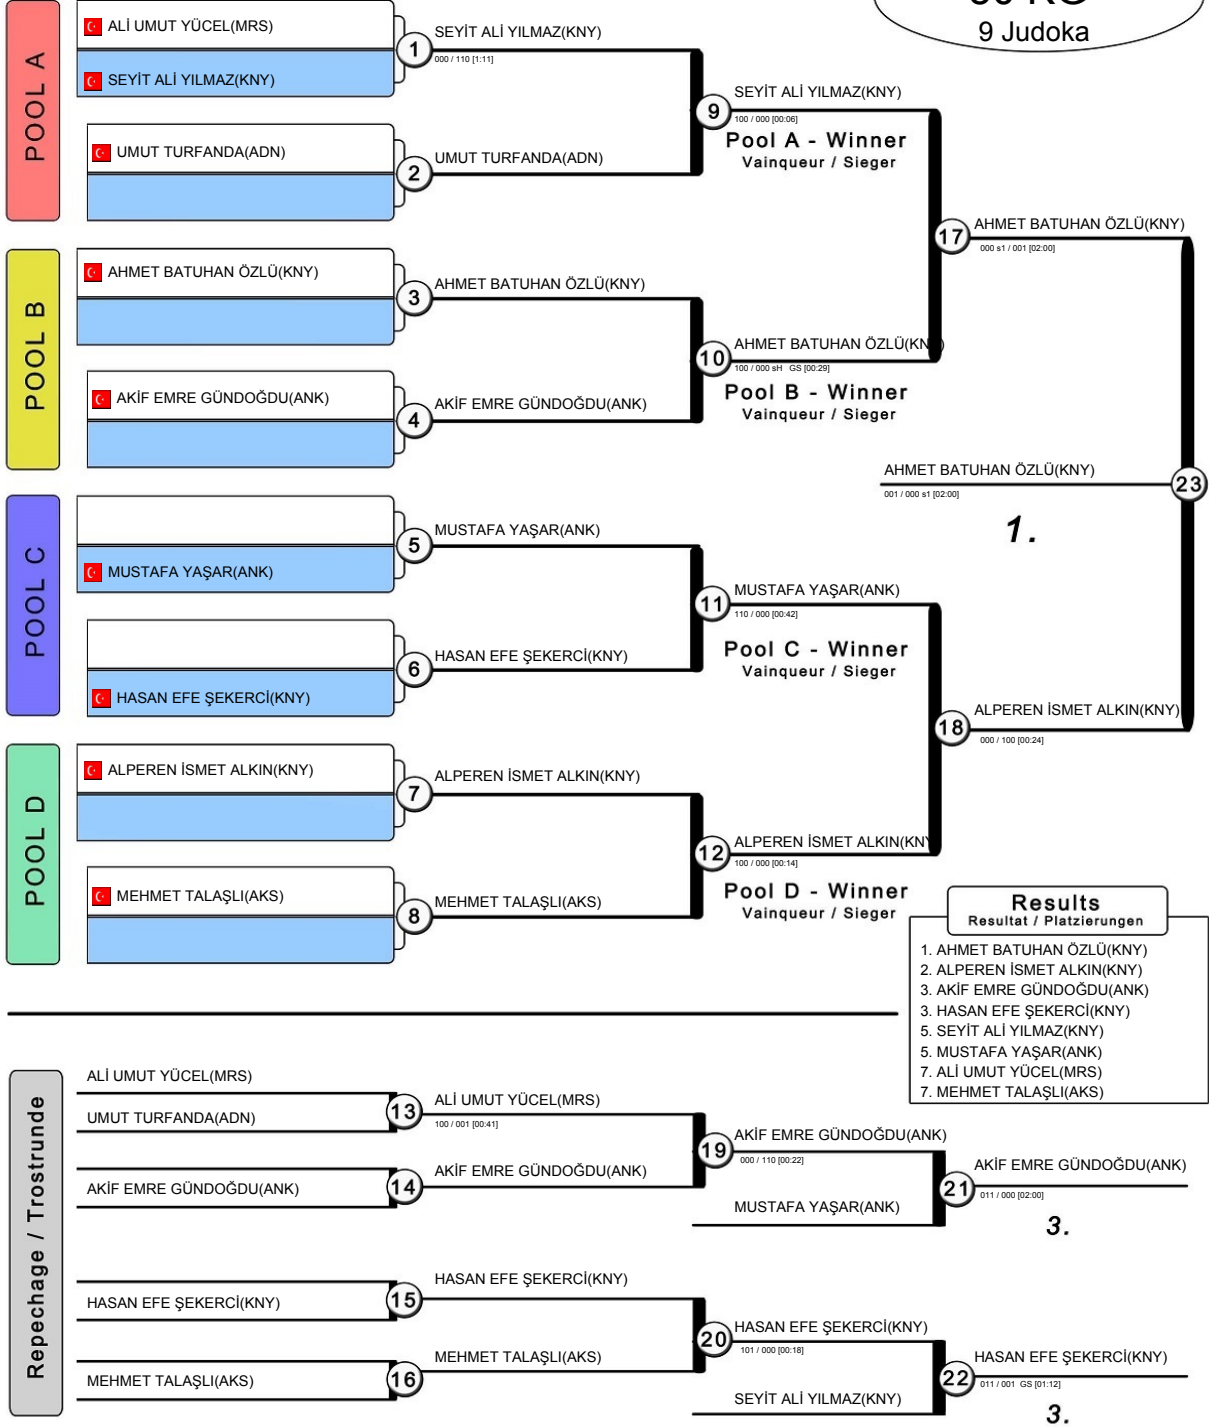 9 Judoka
POOL A
ALİ UMUT YÜCEL(MRS)
SEYİT ALİ YILMAZ(KNY)
1
SEYİT ALİ YILMAZ(KNY)
000 / 110 [1:11]
UMUT TURFANDA(ADN)
2
UMUT TURFANDA(ADN)
9
SEYİT ALİ YILMAZ(KNY)
100 / 000 [00:06]
Pool A - Winner
Vainqueur / Sieger
POOL B
AHMET BATUHAN ÖZLÜ(KNY)
3
AHMET BATUHAN ÖZLÜ(KNY)
AKİF EMRE GÜNDOĞDU(ANK)
4
AKİF EMRE GÜNDOĞDU(ANK)
10
AHMET BATUHAN ÖZLÜ(KNY)
100 / 000 sH GS [00:29]
Pool B - Winner
Vainqueur / Sieger
17
AHMET BATUHAN ÖZLÜ(KNY)
000 s1 / 001 [02:00]
AHMET BATUHAN ÖZLÜ(KNY)
23
001 / 000 s1 [02:00]
1.
POOL C
MUSTAFA YAŞAR(ANK)
5
MUSTAFA YAŞAR(ANK)
HASAN EFE ŞEKERCİ(KNY)
6
HASAN EFE ŞEKERCİ(KNY)
11
MUSTAFA YAŞAR(ANK)
110 / 000 [00:42]
Pool C - Winner
Vainqueur / Sieger
18
ALPEREN İSMET ALKIN(KNY)
000 / 100 [00:24]
POOL D
ALPEREN İSMET ALKIN(KNY)
7
ALPEREN İSMET ALKIN(KNY)
MEHMET TALAŞLI(AKS)
8
MEHMET TALAŞLI(AKS)
12
ALPEREN İSMET ALKIN(KNY
100 / 000 [00:14]
Pool D - Winner
Vainqueur / Sieger
Results
Resultat / Platzierungen
1. AHMET BATUHAN ÖZLÜ(KNY)
2. ALPEREN İSMET ALKIN(KNY)
3. AKİF EMRE GÜNDOĞDU(ANK)
3. HASAN EFE ŞEKERCİ(KNY)
5. SEYİT ALİ YILMAZ(KNY)
5. MUSTAFA YAŞAR(ANK)
7. ALİ UMUT YÜCEL(MRS)
7. MEHMET TALAŞLI(AKS)
Repechage / Trostrunde
ALİ UMUT YÜCEL(MRS)
UMUT TURFANDA(ADN)
13
ALİ UMUT YÜCEL(MRS)
100 / 001 [00:41]
AKİF EMRE GÜNDOĞDU(ANK)
14
AKİF EMRE GÜNDOĞDU(ANK)
19
AKİF EMRE GÜNDOĞDU(ANK)
000 / 110 [00:22]
MUSTAFA YAŞAR(ANK)
21
AKİF EMRE GÜNDOĞDU(ANK)
011 / 000 [02:00]
3.
HASAN EFE ŞEKERCİ(KNY)
15
HASAN EFE ŞEKERCİ(KNY)
MEHMET TALAŞLI(AKS)
16
MEHMET TALAŞLI(AKS)
20
HASAN EFE ŞEKERCİ(KNY)
101 / 000 [00:18]
SEYİT ALİ YILMAZ(KNY)
22
HASAN EFE ŞEKERCİ(KNY)
011 / 001 GS [01:12]
3.